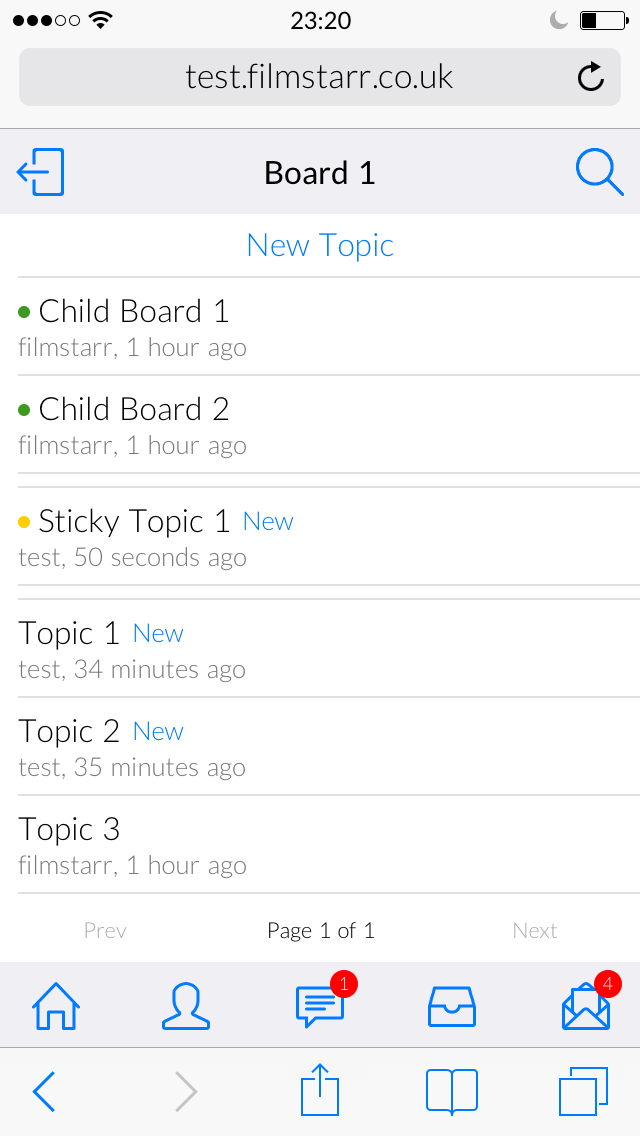 23:20
test.filmstarr.co.uk
Board 1
New Topic
Child Board 1
filmstarr, 1 hour ago
Child Board 2
filmstarr, 1 hour ago
Sticky Topic 1 New
test, 50 seconds ago
Topic 1 New
test, 34 minutes ago
Topic 2 New
test, 35 minutes ago
Topic 3
filmstarr, 1 hour ago
Prev Page 1 of 1 Next
1 4